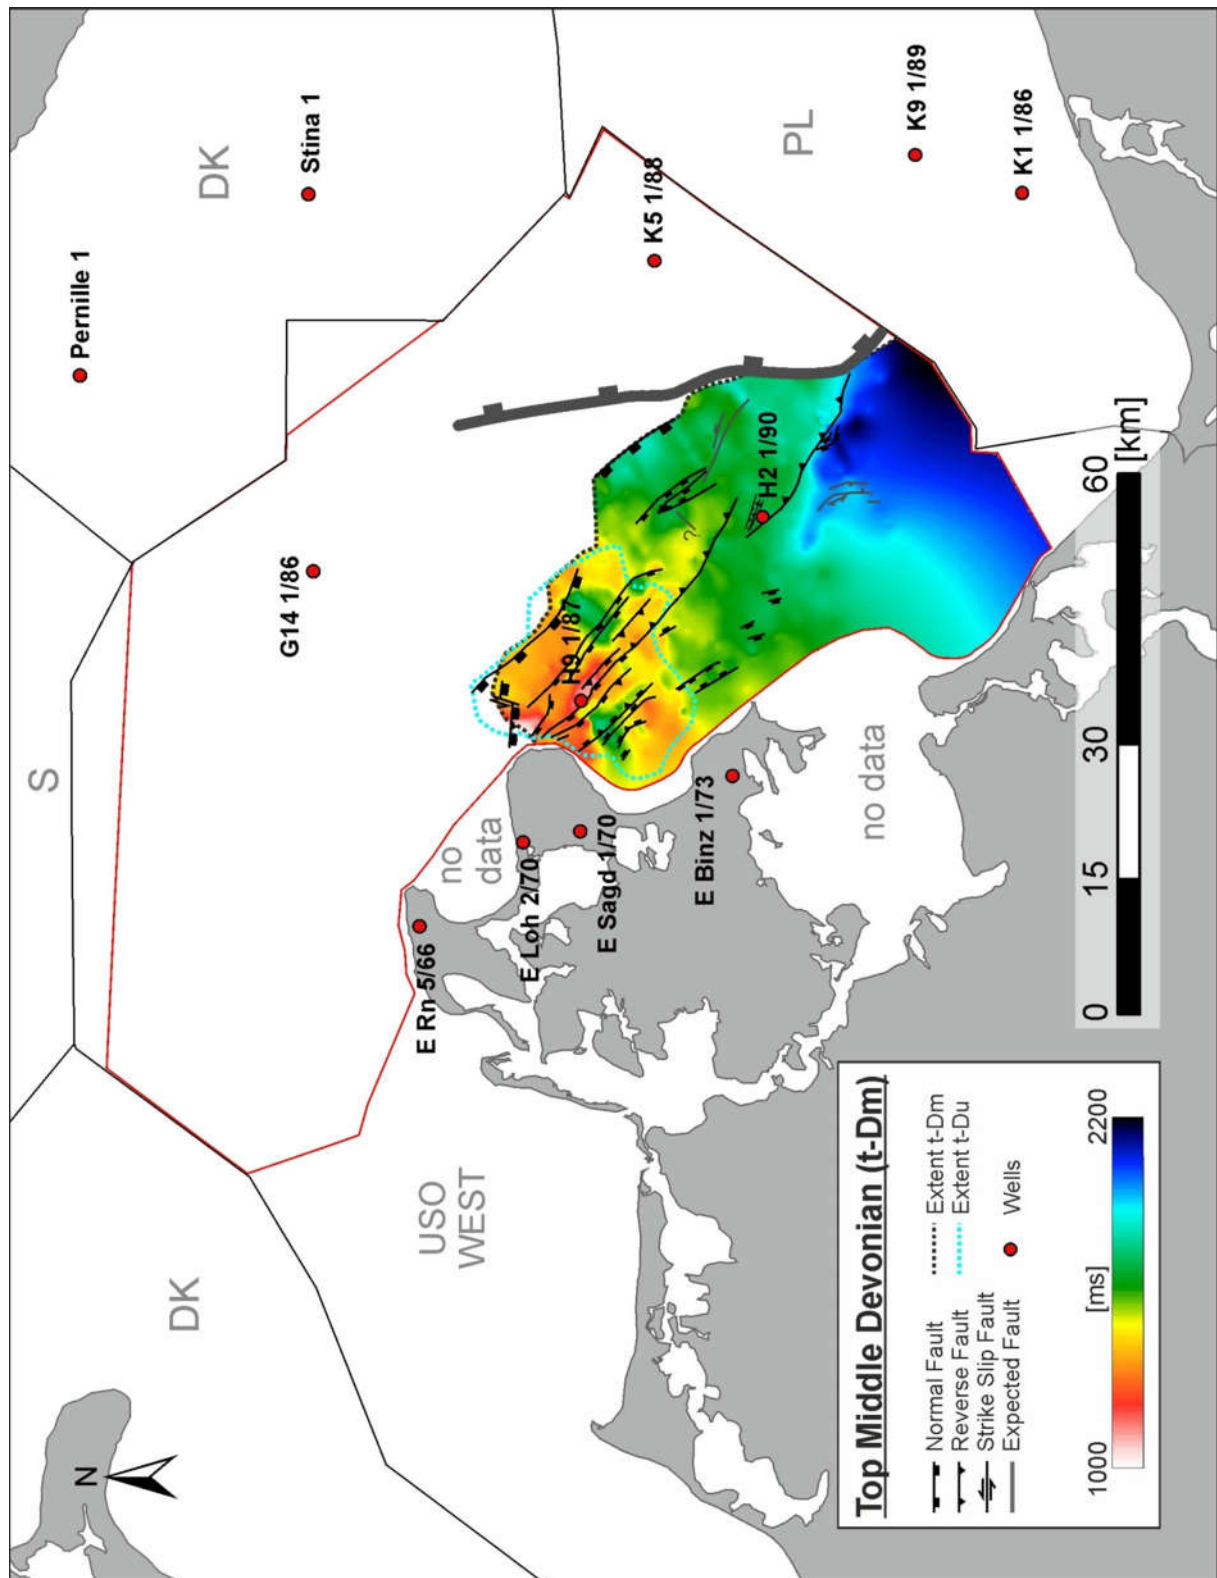 S
DK
DK
Pernille 1
Stina 1
G14 1/86
K5 1/88
PL
K9 1/89
K1 1/86
N
USO
WEST
no
data
E Rn 5/66
E Loh 2/70
E Sagd 1/70
E Binz 1/73
H9 1/87
H2 1/90
?
no data
Top Middle Devonian (t-Dm)
Normal Fault
Reverse Fault
Strike Slip Fault
Expected Fault
Extent t-Dm
Extent t-Du
Wells
1000 [ms] 2200
0 15 30 60
[km]